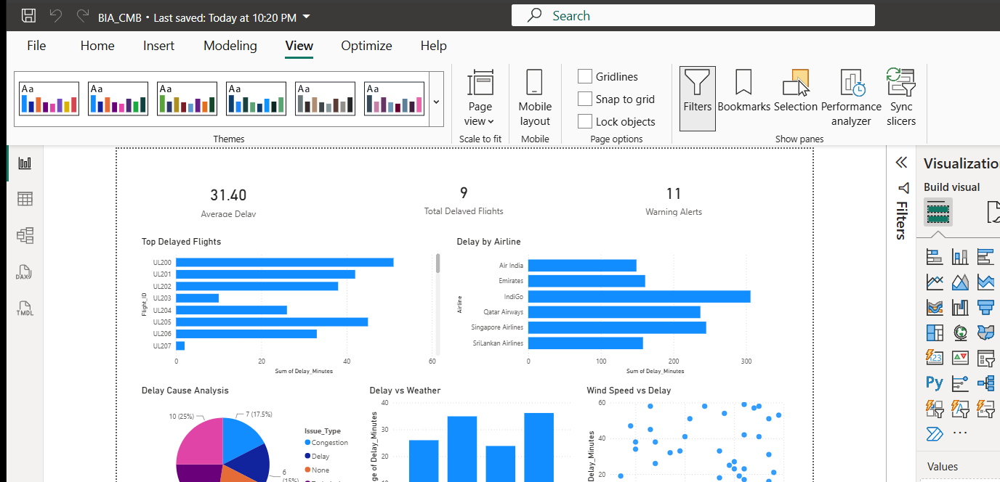 BIA_CMB • Last saved: Today at 10:20 PM
Search
File Home Insert Modeling View Optimize Help
Aa Aa Aa Aa Aa Aa
Page view
Mobile layout
Gridlines
Snap to grid
Lock objects
Filters Bookmarks Selection Performance analyzer Sync slicers
Themes Scale to fit Mobile Page options Show panes
DAX
TMDL
31.40
Average Delay
9
Total Delayed Flights
11
Warning Alerts
Top Delayed Flights
Flight_ID
UL200
UL201
UL202
UL203
UL204
UL205
UL206
UL207
0 20 40 60
Sum of Delay_Minutes
Delay by Airline
Airline
Air India
Emirates
IndiGo
Qatar Airways
Singapore Airlines
SriLankan Airlines
0 100 200 300
Sum of Delay_Minutes
Delay Cause Analysis
10 (25%)
7 (17.5%)
6
(15%)
Issue_Type
Congestion
Delay
None
Delay vs Weather
ge of Delay_Minutes
40
30
20
10
Wind Speed vs Delay
Delay_Minutes
60
40
20
Filters
Visualizatio
Build visual
123
Py
Values